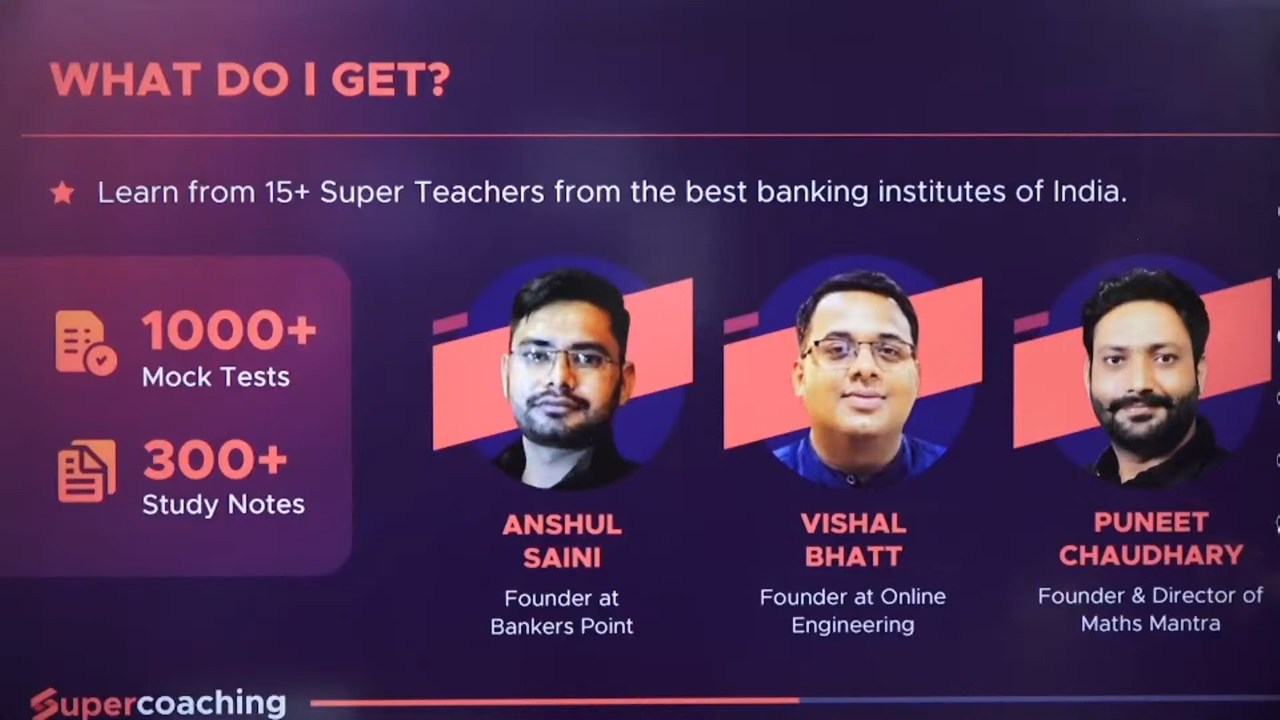 WHAT DO I GET?
Learn from 15+ Super Teachers from the best banking institutes of India.
1000+
Mock Tests
300+
Study Notes
ANSHUL
SAINI
Founder at
Bankers Point
VISHAL
BHATT
Founder at Online
Engineering
PUNEET
CHAUDHARY
Founder & Director of
Maths Mantra
Supercoaching